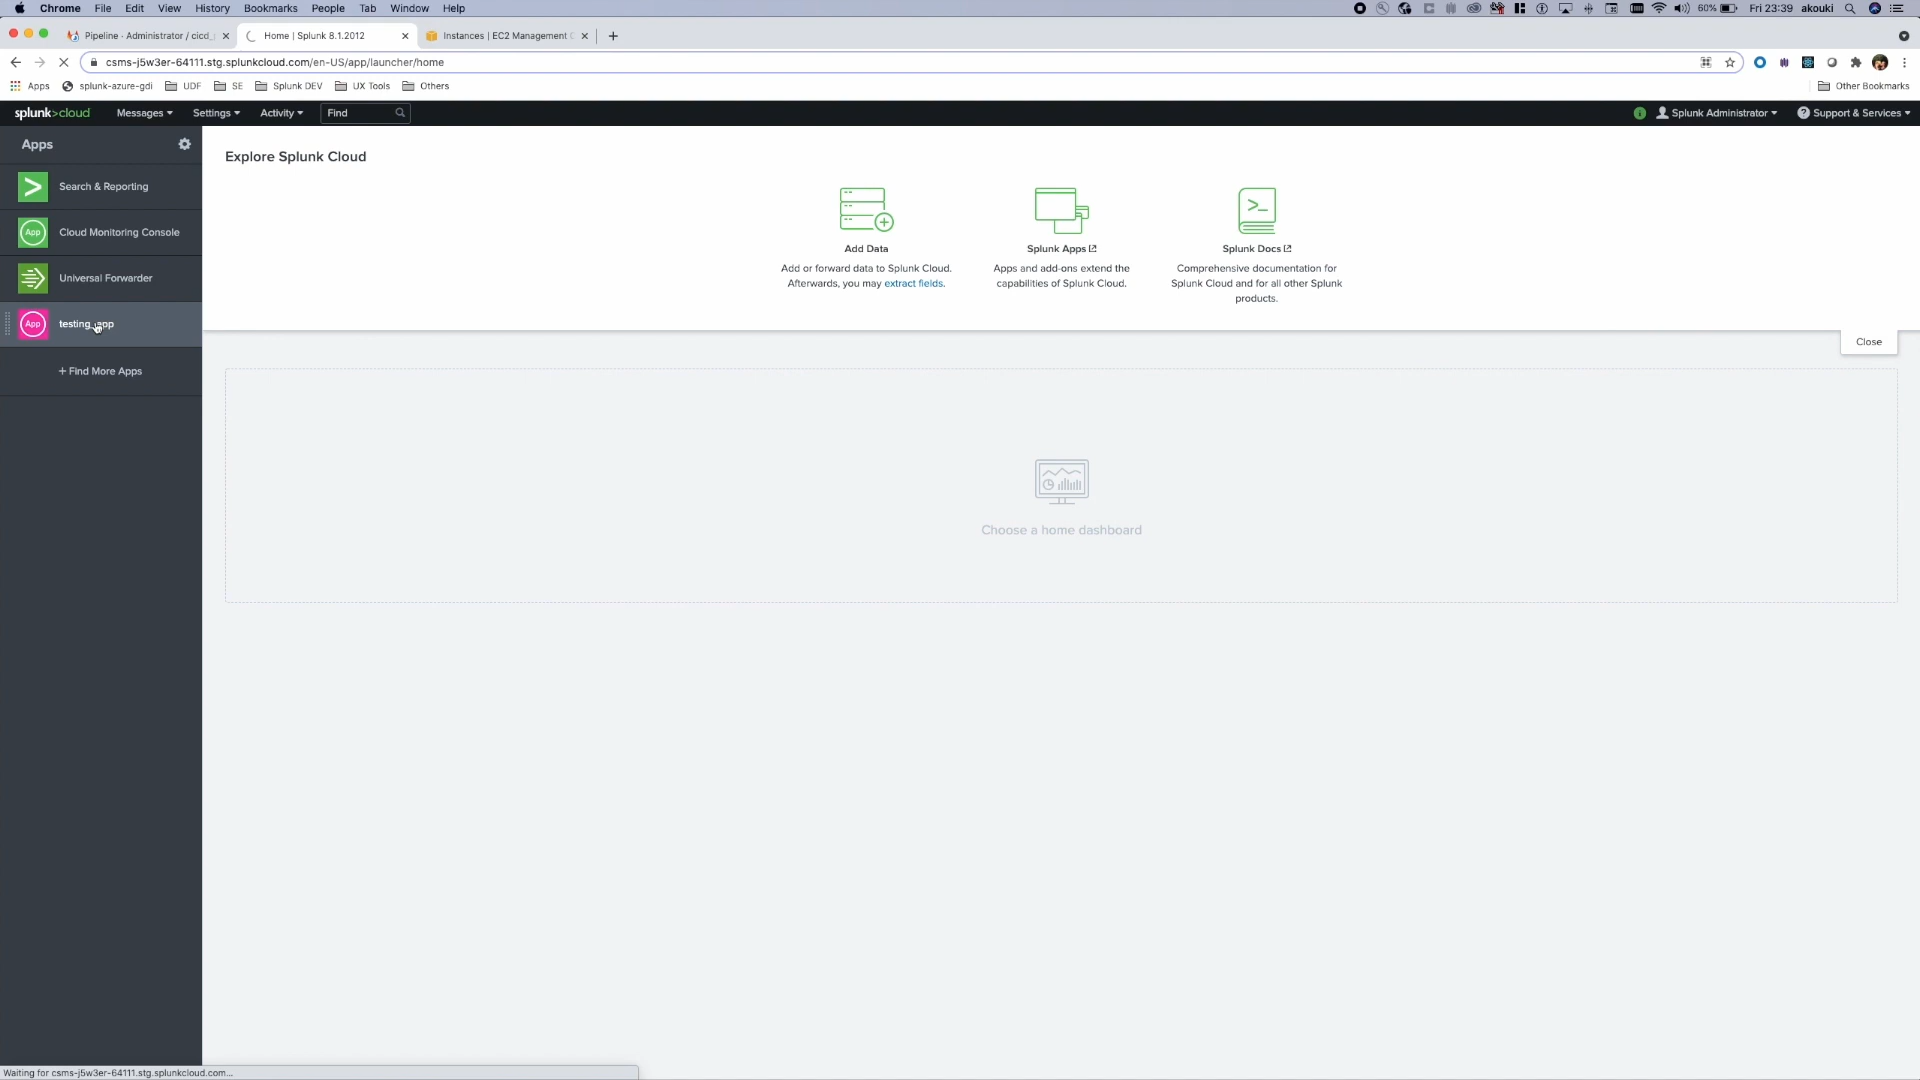 Chrome File Edit View History Bookmarks People Tab Window Help 60% Fri 23:39 akouki
Pipeline · Administrator / cicd_ Home | Splunk 8.1.2012 Instances | EC2 Management
csms-j5w3er-64111.stg.splunkcloud.com/en-US/app/launcher/home
Apps splunk-azure-gdi UDF SE Splunk DEV UX Tools Others Other Bookmarks
splunk>cloud Messages Settings Activity Find Splunk Administrator Support & Services
Apps
Explore Splunk Cloud
Search & Reporting
App Cloud Monitoring Console
Universal Forwarder
App
Add Data
Add or forward data to Splunk Cloud.
Afterwards, you may extract fields.
Splunk Apps
Apps and add-ons extend the
capabilities of Splunk Cloud.
Splunk Docs
Comprehensive documentation for
Splunk Cloud and for all other Splunk
products.
+ Find More Apps
Close
Choose a home dashboard
Waiting for csms-j5w3er-64111.stg.splunkcloud.com...